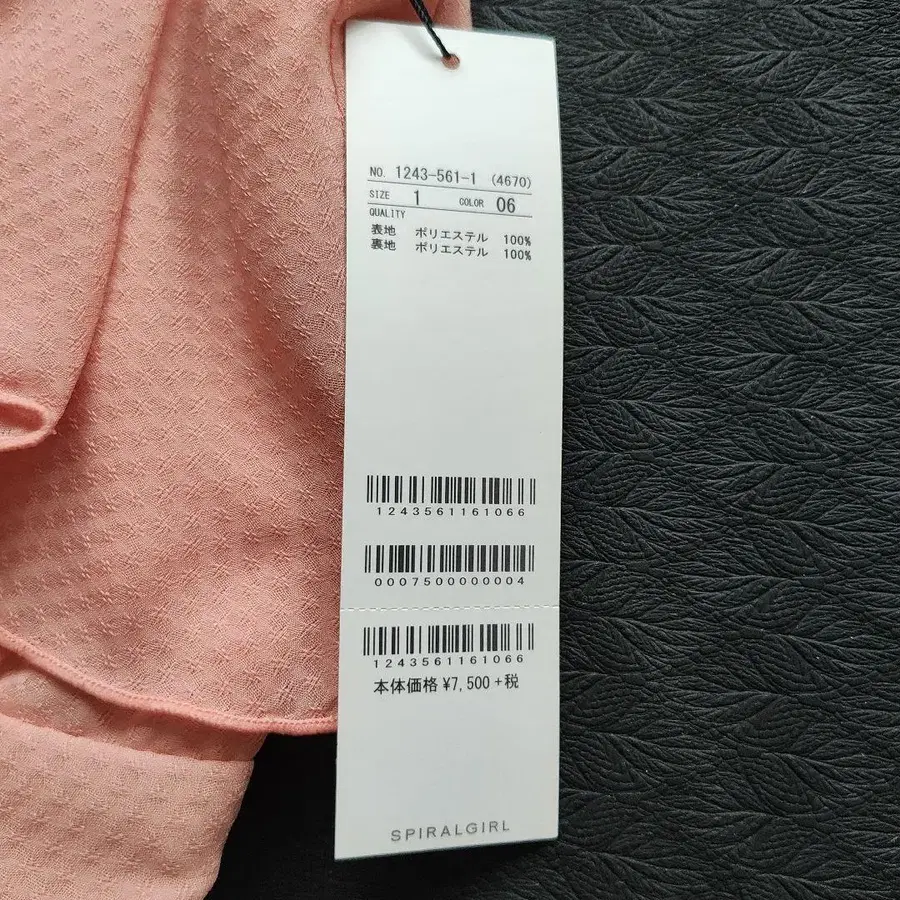 NO. 1243-561-1 (4670)
SIZE 1 COLOR 06
QUALITY
表地 ポリエステル 100%
裏地 ポリエステル 100%
1243561161066
0007500000004
1243561161066
本体価格 ¥7,500 +税
SPIRALGIRL